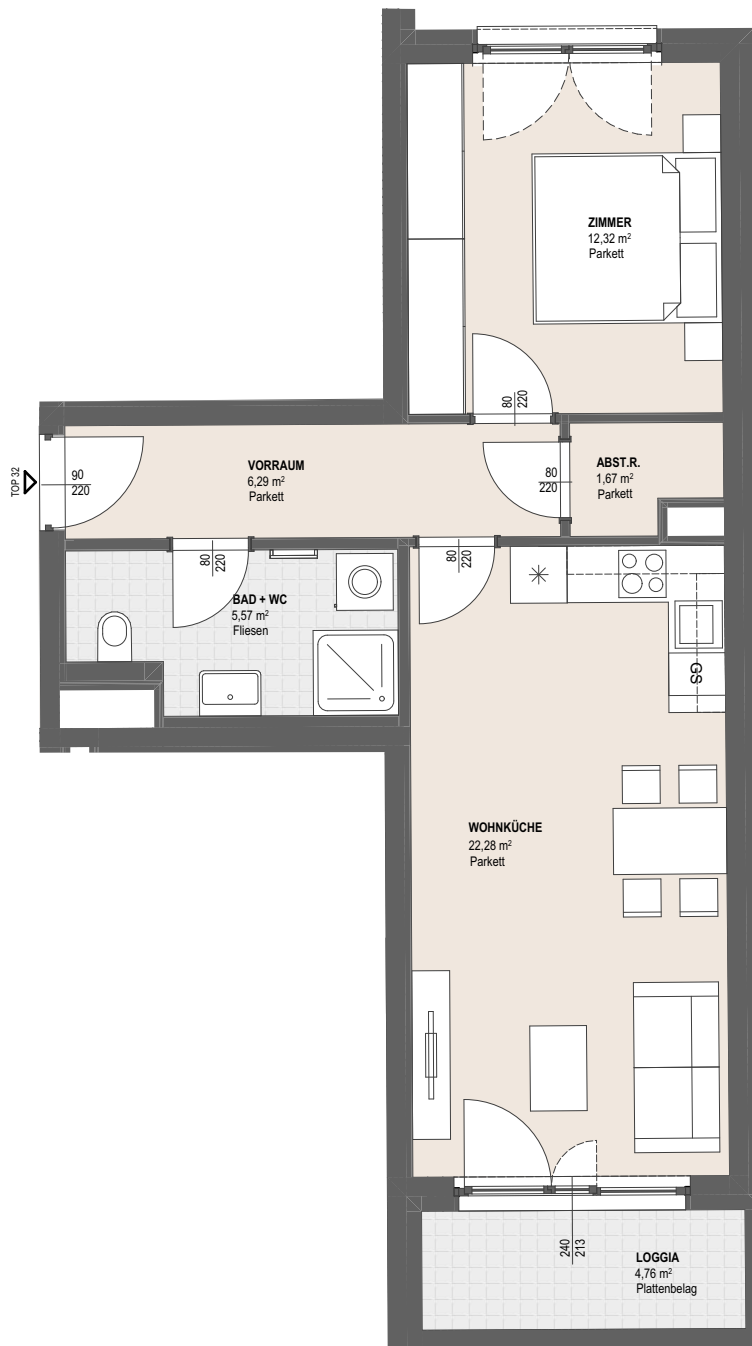 ZIMMER
12,32 m²
Parkett
80
220
TOP 32
90
220
VORRAUM
6,29 m²
Parkett
80
220
ABST.R.
1,67 m²
Parkett
80
220
80
220
BAD + WC
5,57 m²
Fliesen
GS
WOHNKÜCHE
22,28 m²
Parkett
240
213
LOGGIA
4,76 m²
Plattenbelag